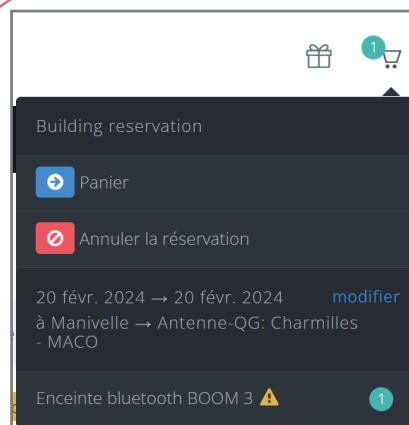 1
Building reservation
Panier
Annuler la réservation
20 févr. 2024 → 20 févr. 2024 modifier
à Manivelle → Antenne-QG: Charmilles
- MACO
Enceinte bluetooth BOOM 3 1